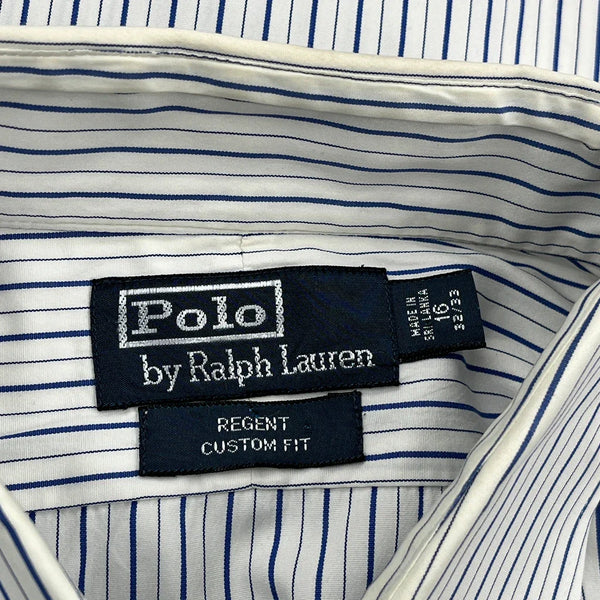 Polo
by Ralph Lauren
MADE IN
SRI LANKA
16
32/33
REGENT
CUSTOM FIT